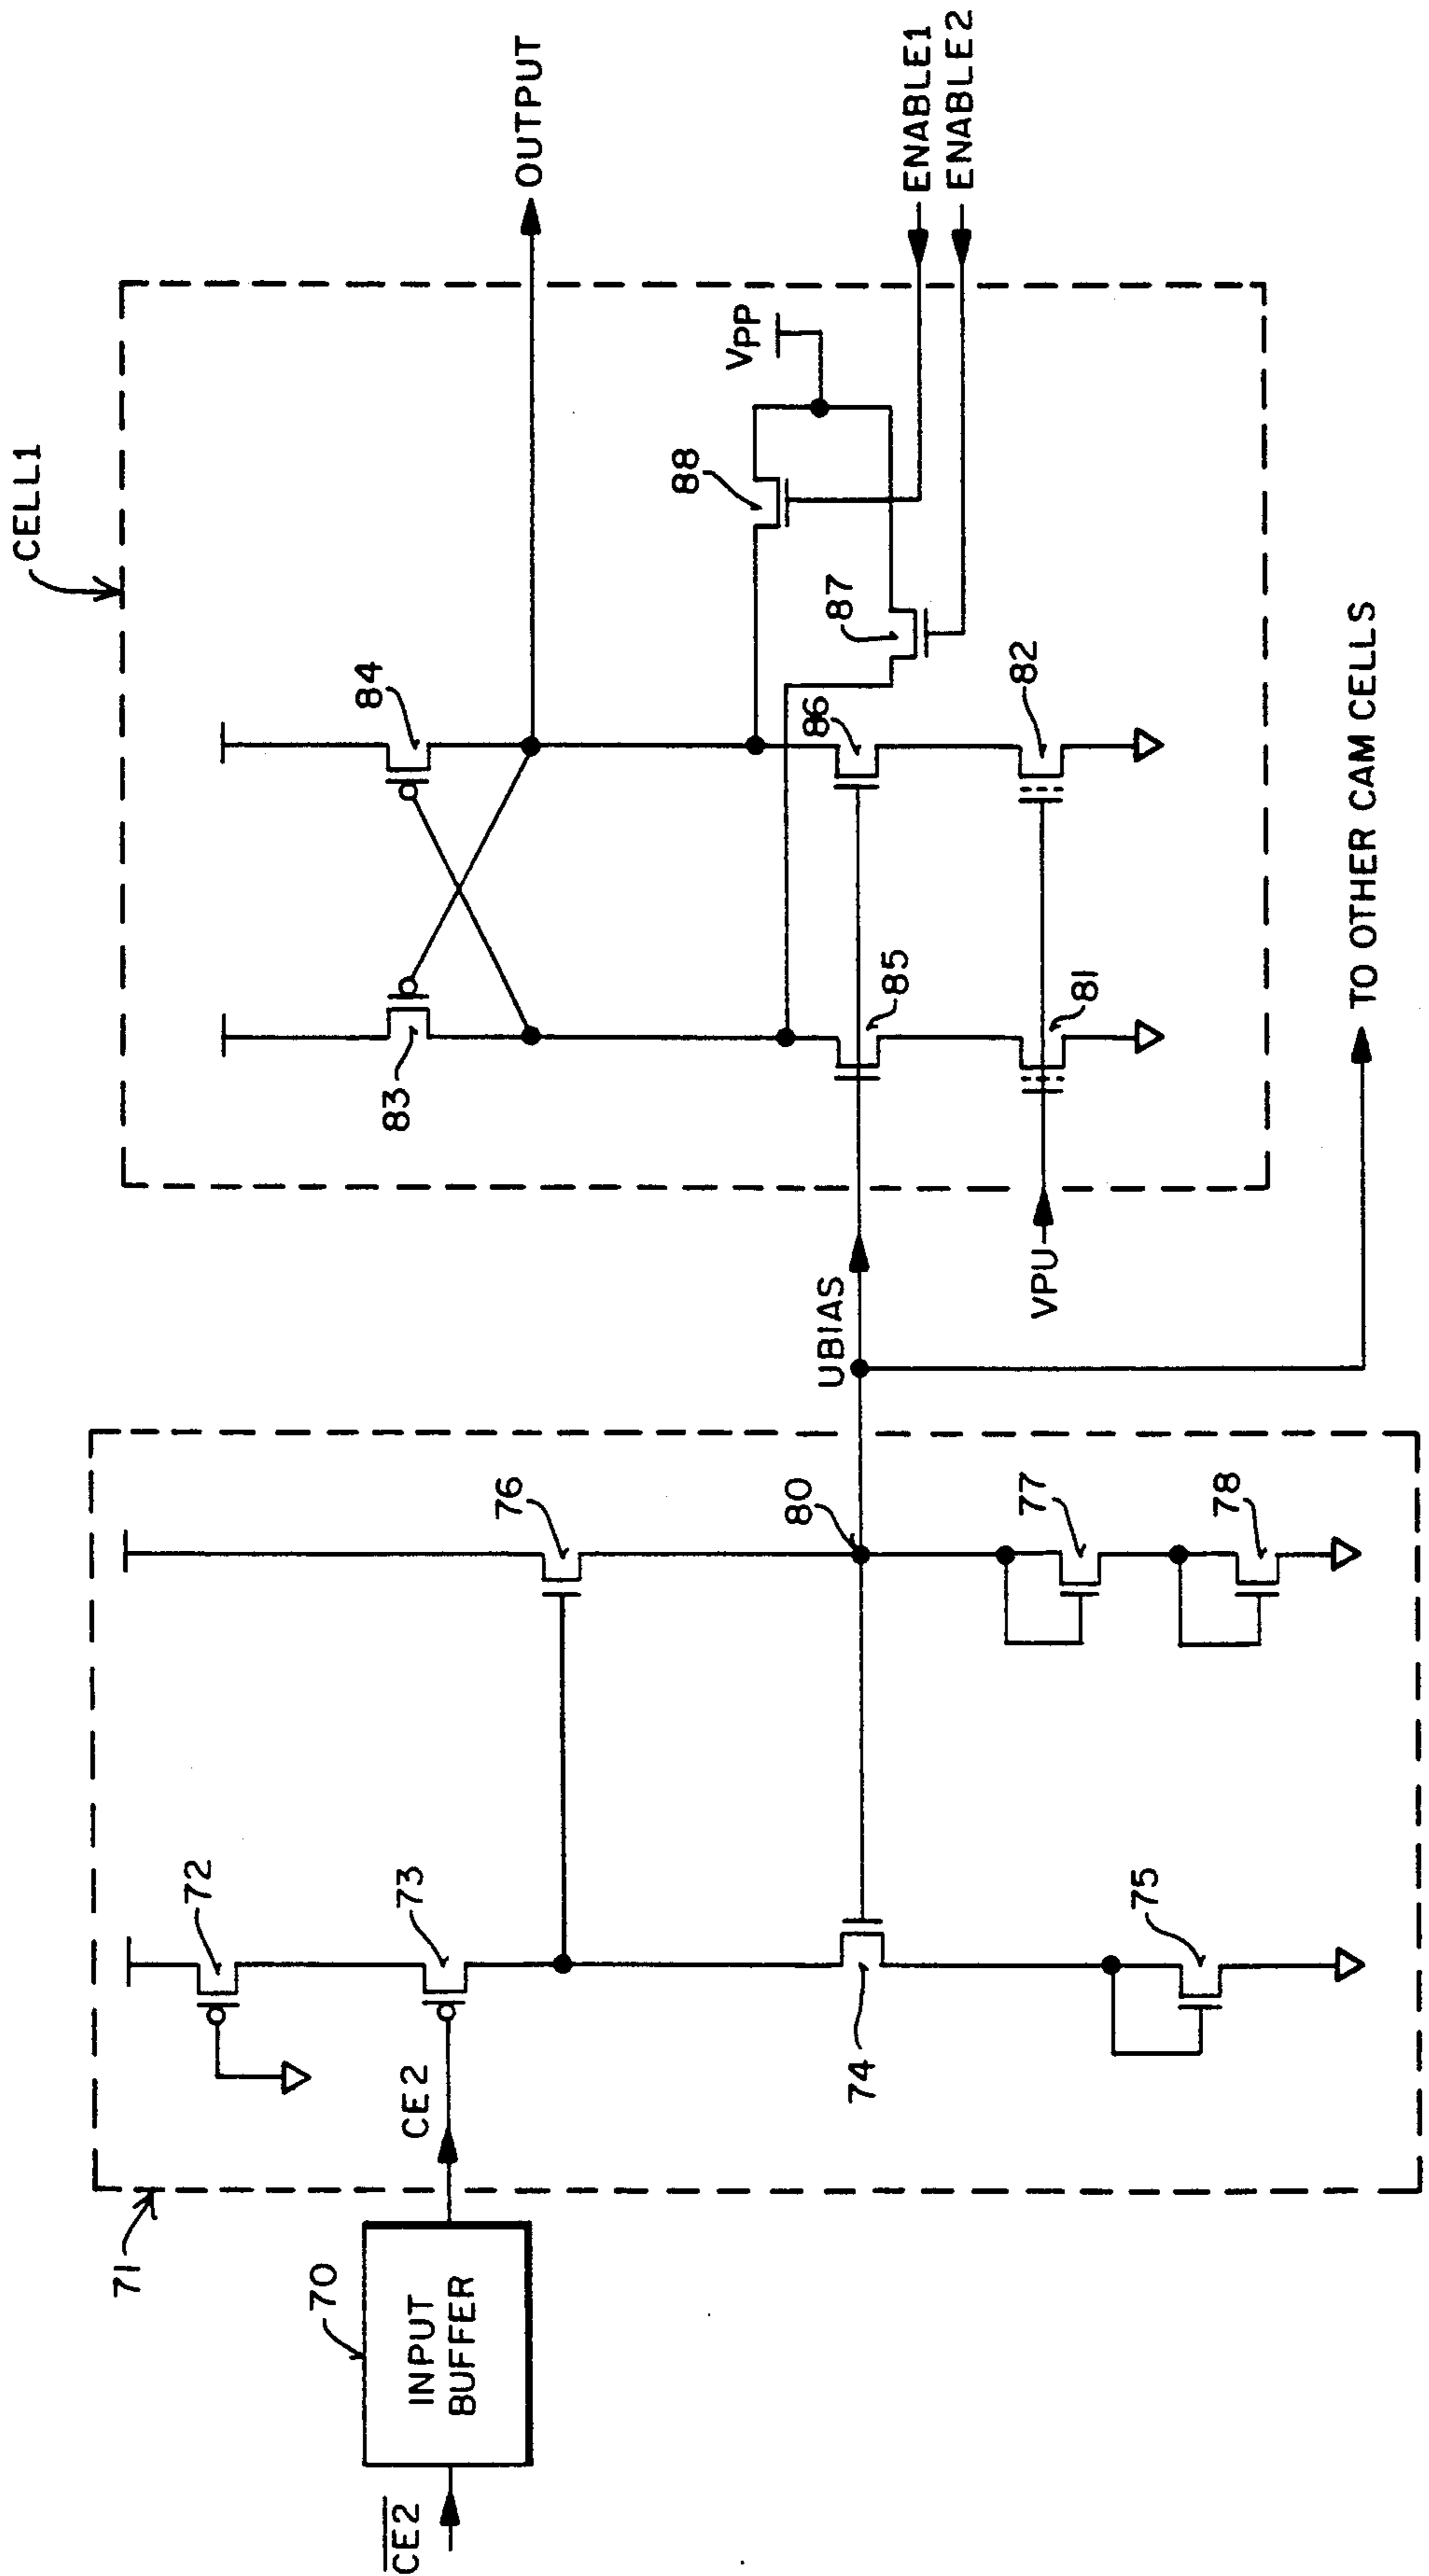 CELL1
OUTPUT
ENABLE1
ENABLE2
VPP
88
87
84
83
86
85
82
81
UBIAS
VPU
TO OTHER CAM CELLS
71
72
73
76
80
74
77
78
75
CE2
70
INPUT
BUFFER
C̅E̅2̅